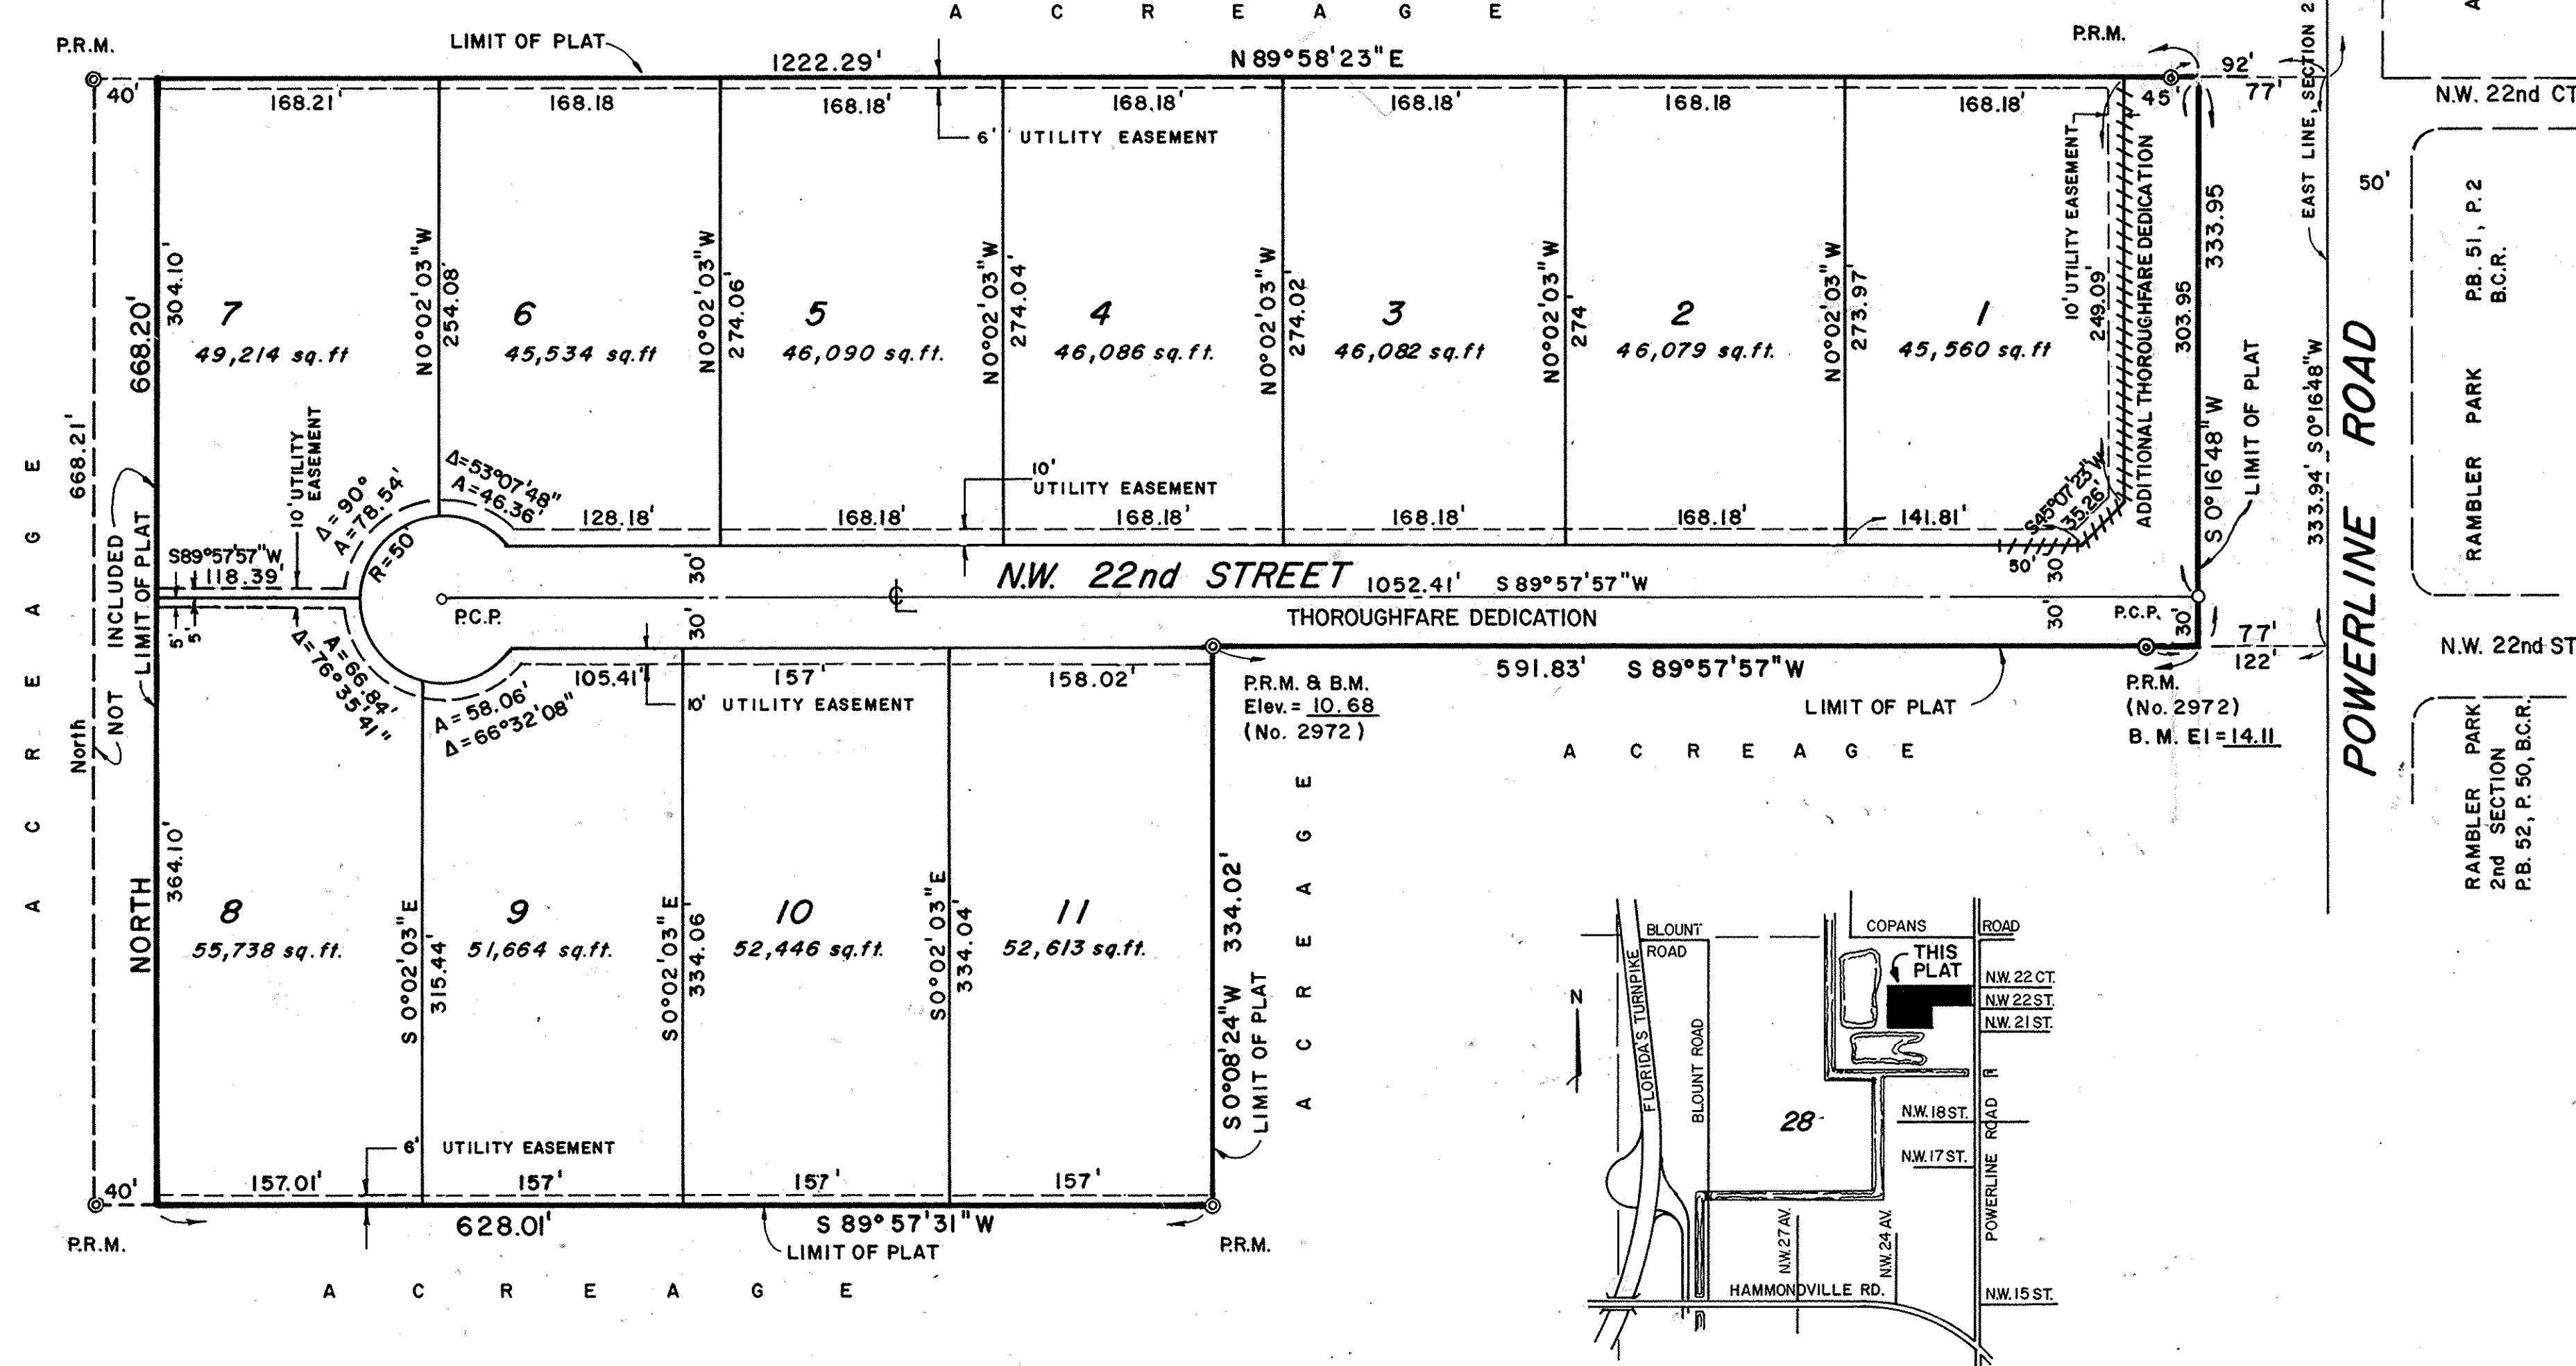 A C R E A G E
P.R.M.
LIMIT OF PLAT
1222.29'
N 89°58'23" E
P.R.M.
92'
40'
168.21'
168.18
168.18'
168.18'
168.18'
168.18
168.18'
45'
77'
6' UTILITY EASEMENT
N.W. 22nd CT
EAST LINE, SECTION 2
50'
10' UTILITY EASEMENT
249.09'
ADDITIONAL THOROUGHFARE DEDICATION
333.95
303.95
S 0°16'48" W
LIMIT OF PLAT
333.94' S 0°16'48" W
POWERLINE ROAD
RAMBLER PARK P.B. 51, P. 2
B.C.R.
668.21'
North
668.20'
NORTH
304.10'
N 0°02'03" W
254.08'
N 0°02'03" W
274.06'
N 0°02'03" W
274.04'
N 0°02'03" W
274.02'
N 0°02'03" W
274'
N 0°02'03" W
273.97'
7
49,214 sq.ft
6
45,534 sq.ft
5
46,090 sq.ft.
4
46,086 sq.ft.
3
46,082 sq.ft
2
46,079 sq.ft.
1
45,560 sq.ft
A C R E A G E
NOT INCLUDED
LIMIT OF PLAT
10' UTILITY
EASEMENT
Δ=90°
A=78.54'
R=50'
Δ=53°07'48"
A=46.36'
128.18'
168.18'
168.18'
168.18'
168.18'
141.81'
10'
UTILITY EASEMENT
S45°07'23"W
35.26'
50'
30'
S89°57'57"W
118.39'
5'
5'
30'
N.W. 22nd STREET
1052.41' S 89°57'57"W
P.C.P.
℄
THOROUGHFARE DEDICATION
30'
30'
P.C.P.
30'
77'
122'
N.W. 22nd ST
A=66.84'
Δ=76°35'41"
A=58.06'
Δ=66°32'08"
105.41'
157'
158.02'
10' UTILITY EASEMENT
591.83' S 89°57'57"W
LIMIT OF PLAT
P.R.M. & B.M.
Elev.= 10.68
(No. 2972)
P.R.M.
(No. 2972)
B. M. El=14.11
A C R E A G E
RAMBLER PARK
2nd SECTION
P.B. 52, P. 50, B.C.R.
364.10'
S 0°02'03" E
315.44'
S 0°02'03" E
334.06
S 0°02'03" E
334.04'
S 0°08'24"W 334.02'
LIMIT OF PLAT
A C R E A G E
8
55,738 sq.ft.
9
51,664 sq.ft.
10
52,446 sq.ft.
11
52,613 sq.ft.
6' UTILITY EASEMENT
40'
157.01'
157'
157'
157'
628.01'
S 89°57'31"W
LIMIT OF PLAT
P.R.M.
P.R.M.
A C R E A G E
BLOUNT
ROAD
COPANS ROAD
THIS
PLAT
N.W. 22 CT.
N.W 22 ST.
N.W. 21 ST.
N
FLORIDA'S TURNPIKE
BLOUNT ROAD
28
N.W. 18 ST.
N.W. 17 ST.
POWERLINE ROAD
N.W. 27 AV.
N.W. 24 AV.
HAMMONDVILLE RD.
N.W. 15 ST.